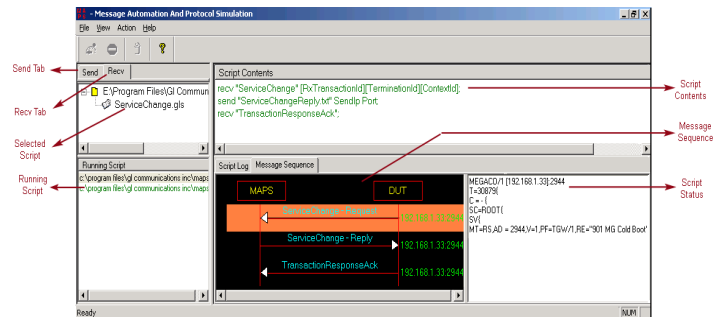 - Message Automation And Protocol Simulation
File View Action Help
Send Tab
Send Recv
Script Contents
E:\Program Files\Gl Commun
ServiceChange.gls
recv "ServiceChange" [RxTransactionId][TerminationId][ContextId];
send "ServiceChangeReply.txt" SendIp Port;
recv "TransactionResponseAck";
Script
Contents
Recv Tab
Message
Sequence
Selected
Script
Running Script
Script Log Message Sequence
Running
Script
c:\program files\gl communications inc\maps
c:\program files\gl communications inc\maps
MAPS
DUT
MEGACO/1 [192.168.1.33]:2944
T=30879{
C = - {
SC=ROOT{
SV{
MT=RS,AD = 2944,V=1,PF=TGW/1,RE="901 MG Cold Boot"
Script
Status
ServiceChange - Request
192.168.1.33:2944
ServiceChange - Reply
192.168.1.33:2944
TransactionResponseAck
192.168.1.33:2944
Ready
NUM